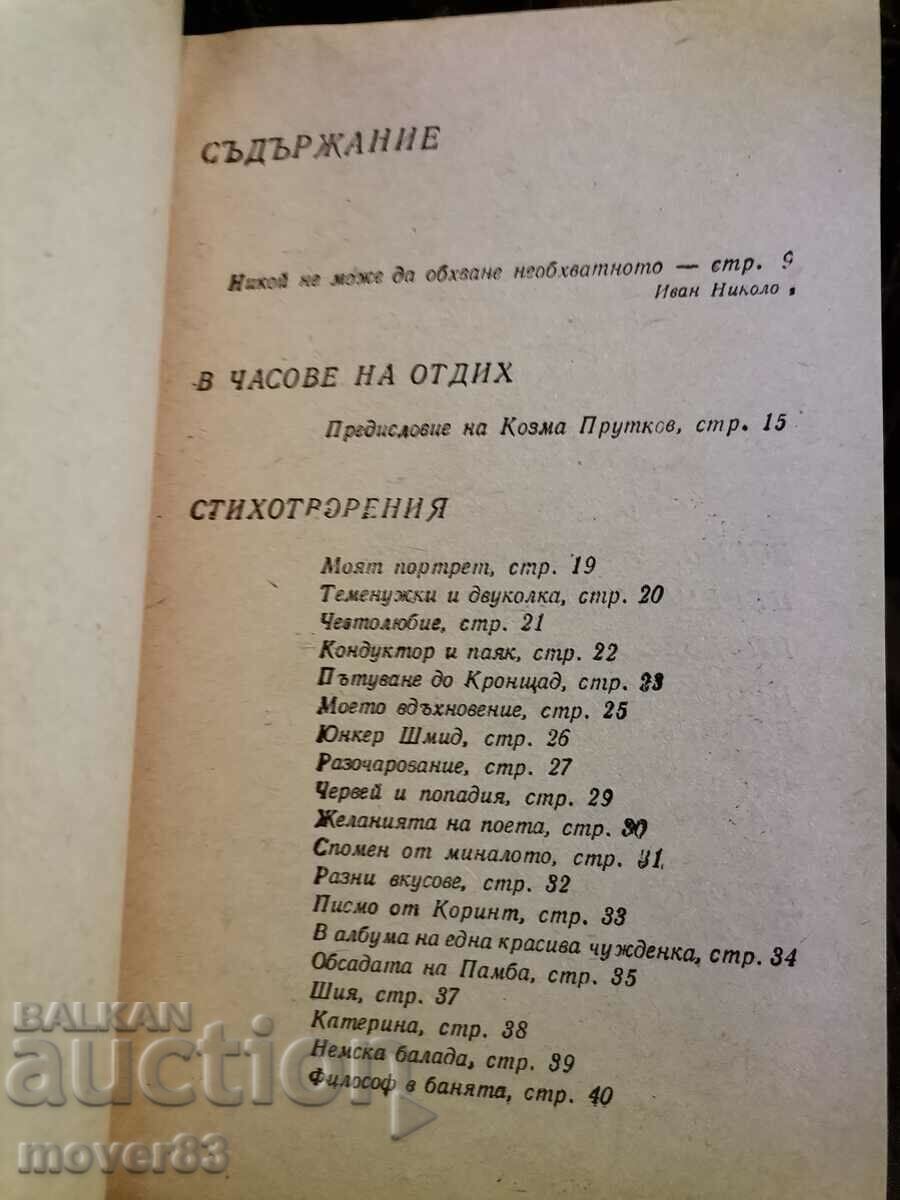 СЪДЪРЖАНИЕ
Никой не може да обхване необхватното — стр. 9
Иван Николо
В ЧАСОВЕ НА ОТДИХ
Предисловие на Козма Прутков, стр. 15
СТИХОТВОРЕНИЯ
Моят портрет, стр. 19
Теменужки и двуколка, стр. 20
Честолюбие, стр. 21
Кондуктор и паяк, стр. 22
Пътуване до Кронщад, стр. 23
Моето вдъхновение, стр. 25
Юнкер Шмид, стр. 26
Разочарование, стр. 27
Червей и попадия, стр. 29
Желанията на поета, стр. 30
Спомен от миналото, стр. 31
Разни вкусове, стр. 32
Писмо от Коринт, стр. 33
В албума на една красива чужденка, стр. 34
Обсадата на Памба, стр. 35
Шия, стр. 37
Катерина, стр. 38
Немска балада, стр. 39
Философ в банята, стр. 40
BALKAN
auction
mover83